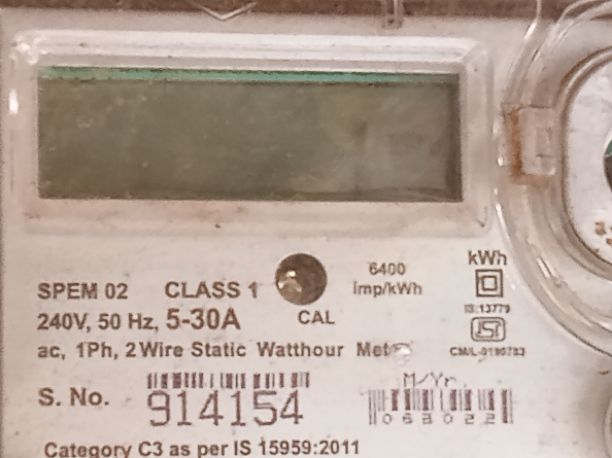 SPEM 02 CLASS 1
6400
imp/kWh
kWh
240V, 50 Hz, 5-30A
CAL
IS:13779
ac, 1Ph, 2 Wire Static Watthour Meter
S. No.
914154
M/Yr.
Category C3 as per IS 15959:2011